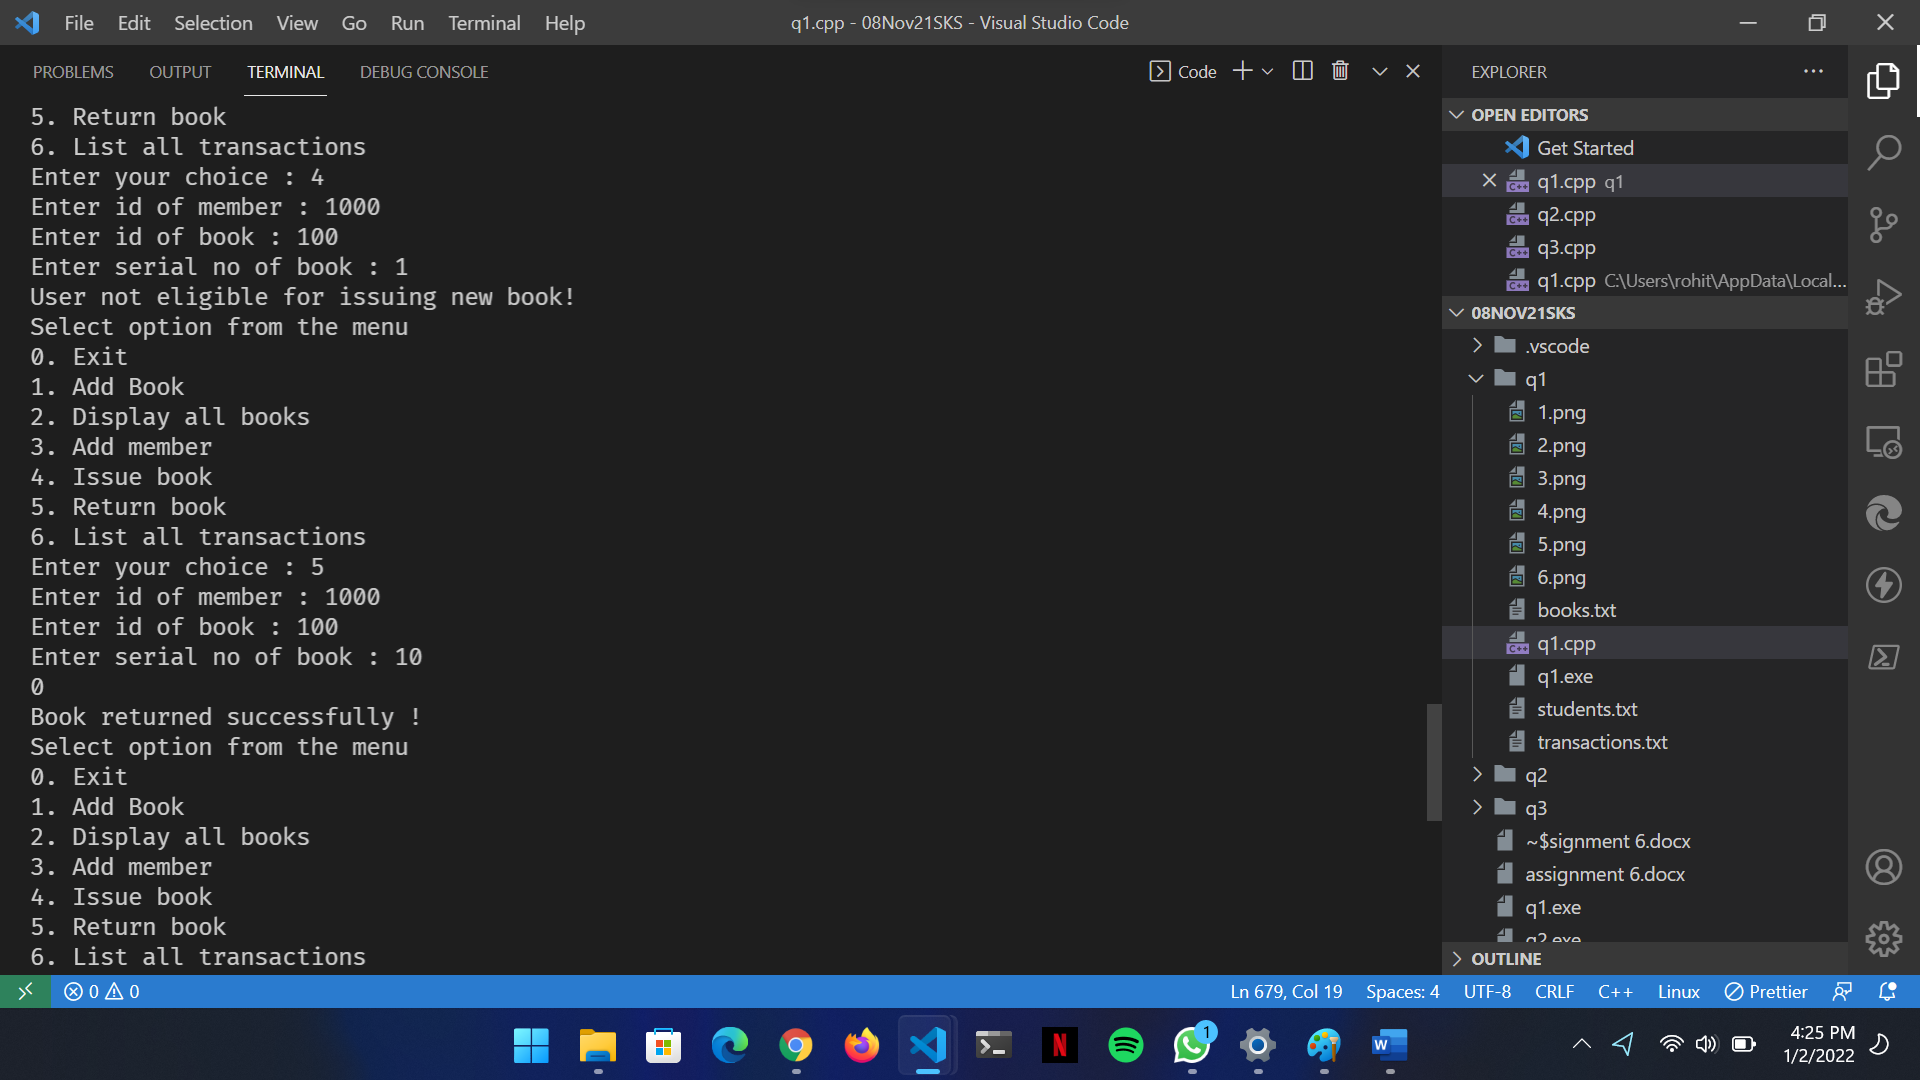 File Edit Selection View Go Run Terminal Help
q1.cpp - 08Nov21SKS - Visual Studio Code
PROBLEMS OUTPUT TERMINAL DEBUG CONSOLE
Code
5. Return book
6. List all transactions
Enter your choice : 4
Enter id of member : 1000
Enter id of book : 100
Enter serial no of book : 1
User not eligible for issuing new book!
Select option from the menu
0. Exit
1. Add Book
2. Display all books
3. Add member
4. Issue book
5. Return book
6. List all transactions
Enter your choice : 5
Enter id of member : 1000
Enter id of book : 100
Enter serial no of book : 10
0
Book returned successfully !
Select option from the menu
0. Exit
1. Add Book
2. Display all books
3. Add member
4. Issue book
5. Return book
6. List all transactions
EXPLORER
OPEN EDITORS
Get Started
q1.cpp q1
q2.cpp
q3.cpp
q1.cpp C:\Users\rohit\AppData\Local...
08NOV21SKS
.vscode
q1
1.png
2.png
3.png
4.png
5.png
6.png
books.txt
q1.cpp
q1.exe
students.txt
transactions.txt
q2
q3
~$signment 6.docx
assignment 6.docx
q1.exe
q2.exe
OUTLINE
0 0
Ln 679, Col 19 Spaces: 4 UTF-8 CRLF C++ Linux Prettier
1
4:25 PM
1/2/2022